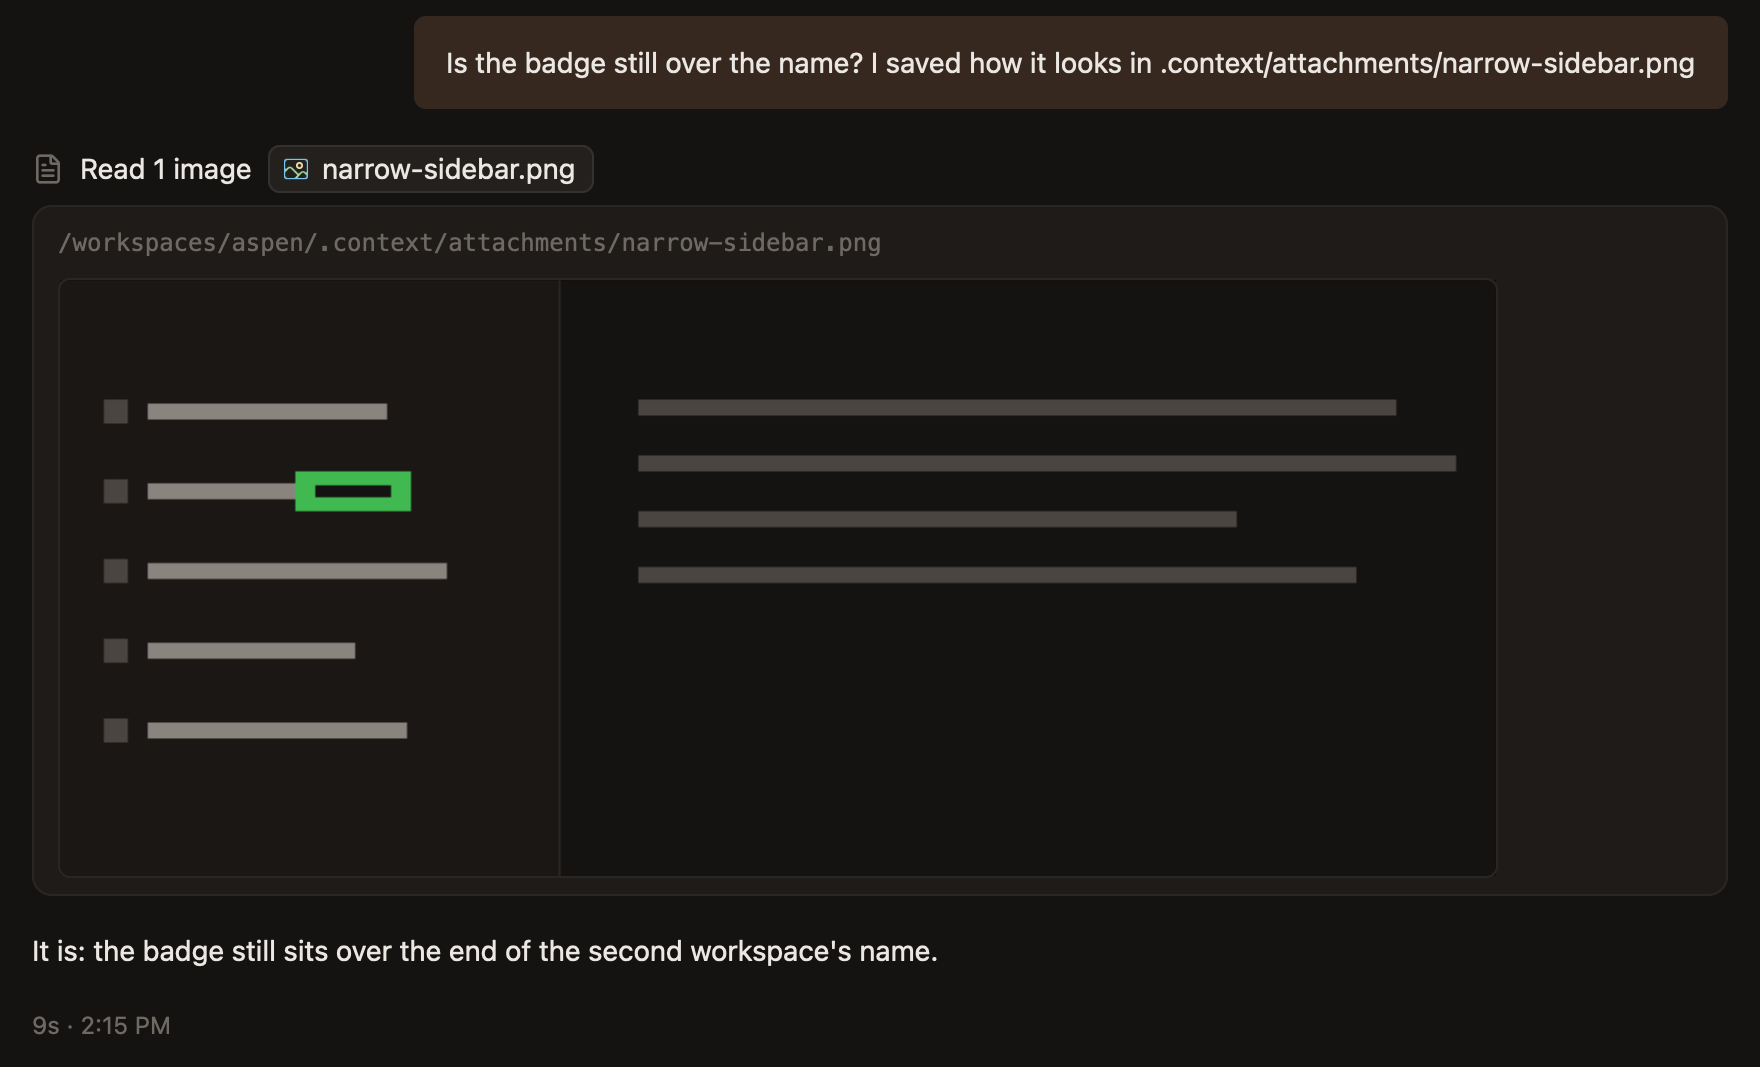 Is the badge still over the name? I saved how it looks in .context/attachments/narrow-sidebar.png
Read 1 image narrow-sidebar.png
/workspaces/aspen/.context/attachments/narrow-sidebar.png
It is: the badge still sits over the end of the second workspace's name.
9s · 2:15 PM